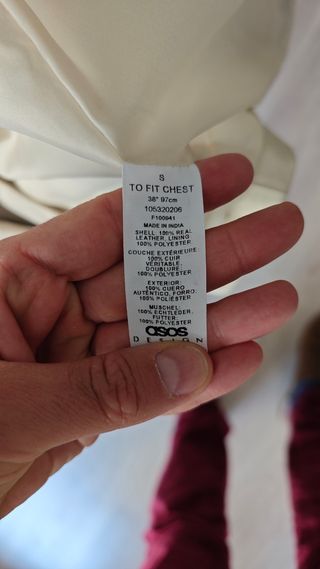 S
TO FIT CHEST
38" 97cm
105320206
F100941
MADE IN INDIA
SHELL: 100% REAL
LEATHER, LINING
100% POLYESTER
COUCHE EXTÉRIEURE:
100% CUIR
VÉRITABLE,
DOUBLURE
100% POLYESTER
EXTERIOR:
100% CUERO
AUTÉNTICO, FORRO:
100% POLIÉSTER
MUSCHEL:
100% ECHTLEDER,
FUTTER:
100% POLYESTER
asos
DESIGN